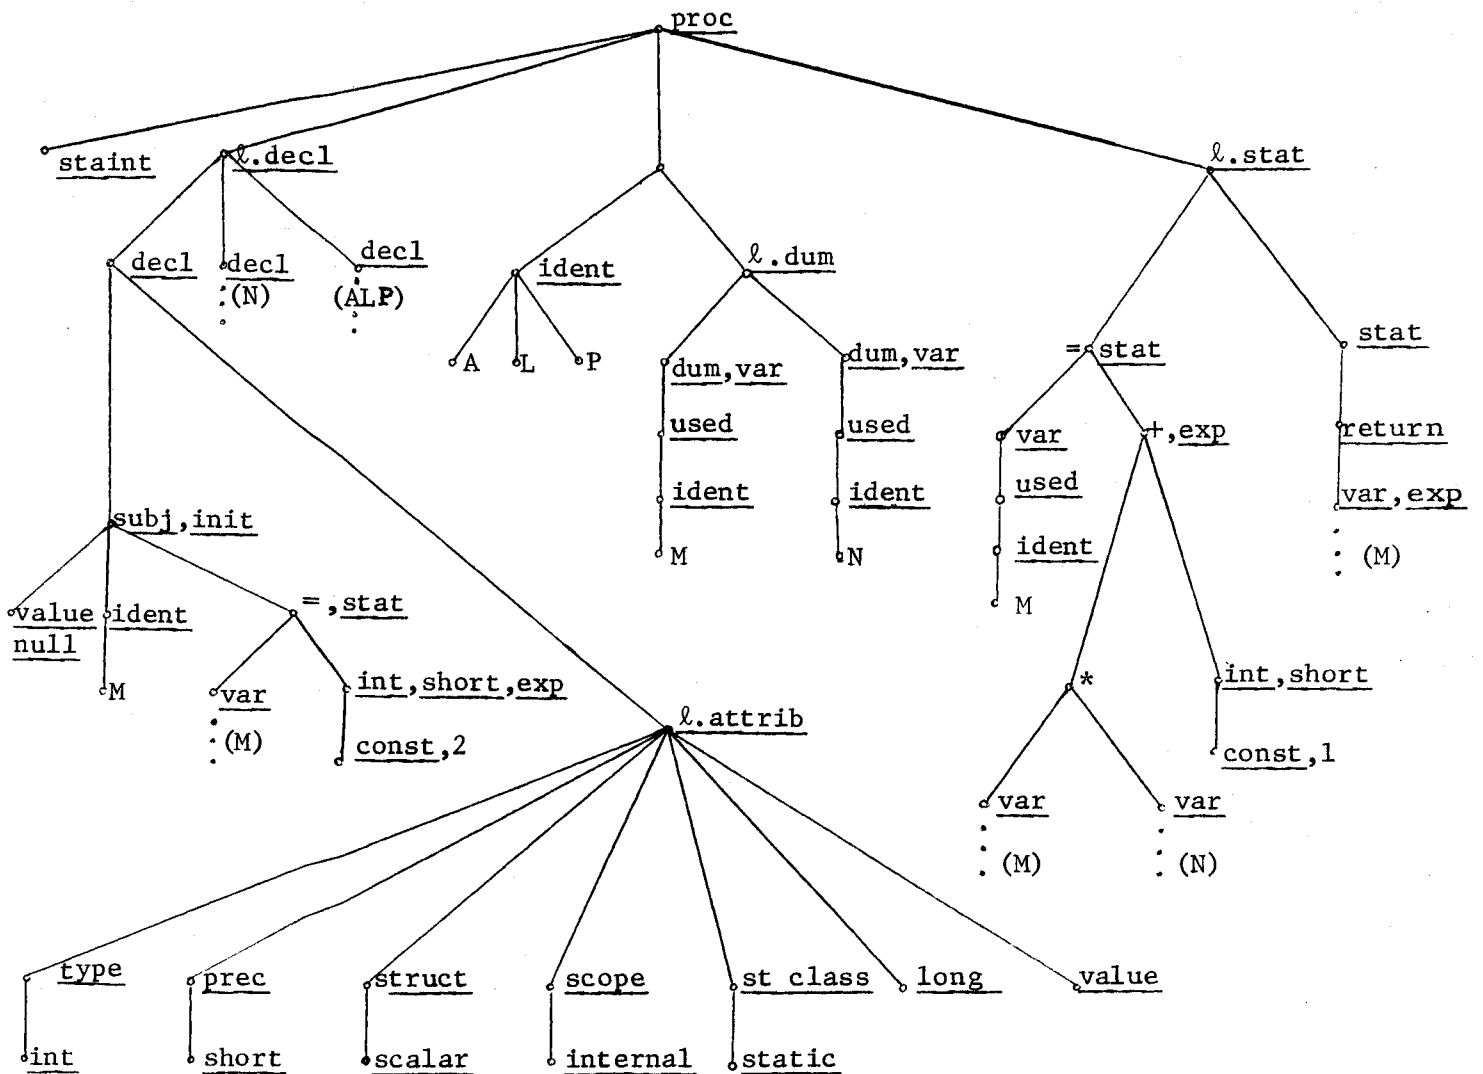 proc
staint
ℓ.decl
ℓ.stat
decl
decl
(N)
decl
(ALP)
ident
ℓ.dum
A
L
P
dum,var
dum,var
= stat
stat
used
used
var
+,exp
return
ident
ident
used
var,exp
M
N
ident
(M)
M
subj,init
value
null
ident
=,stat
M
var
(M)
int,short,exp
const,2
*
int,short
const,1
var
(M)
var
(N)
ℓ.attrib
type
prec
struct
scope
st class
long
value
int
short
scalar
internal
static